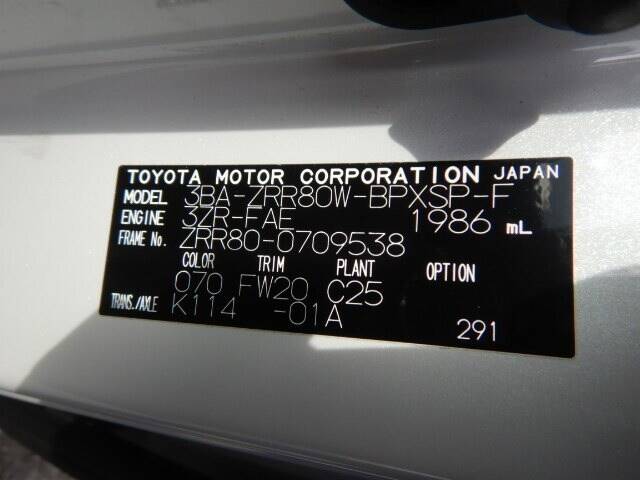 TOYOTA MOTOR CORPORATION JAPAN
MODEL 3BA-ZRR80W-BPXSP-F
ENGINE 3ZR-FAE 1986 mL
FRAME No. ZRR80-0709538
COLOR TRIM PLANT OPTION
070 FW20 C25
TRANS./AXLE K114 -01A
291